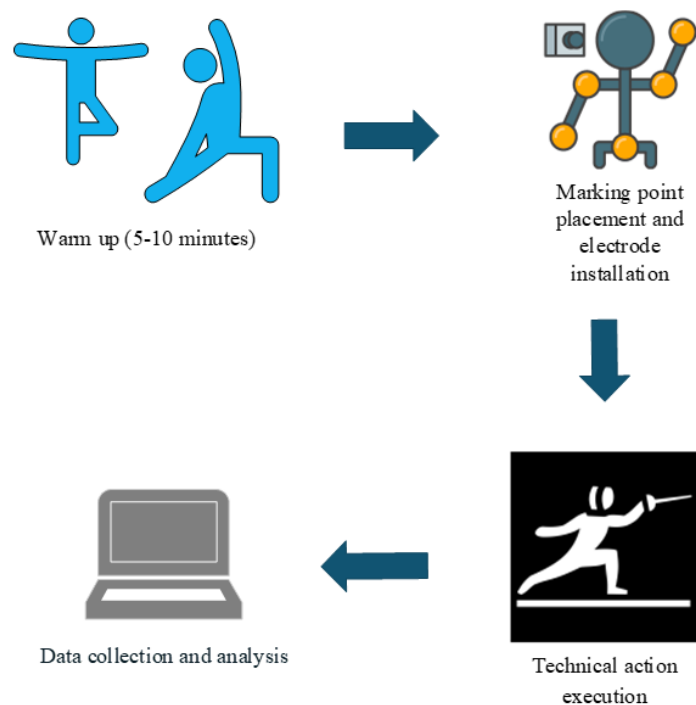 Warm up (5-10 minutes)
Marking point
placement and
electrode
installation
Technical action
execution
Data collection and analysis